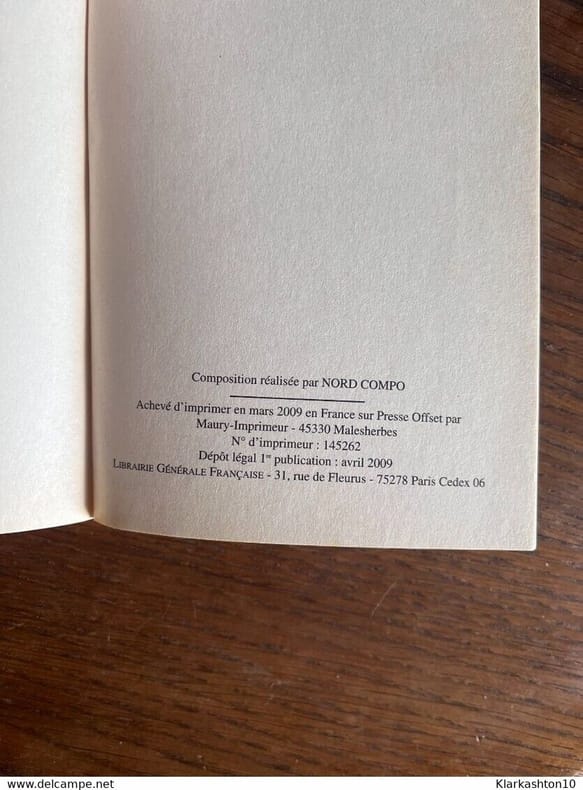 Composition réalisée par NORD COMPO
Achevé d'imprimer en mars 2009 en France sur Presse Offset par
Maury-Imprimeur - 45330 Malesherbes
N° d'imprimeur : 145262
Dépôt légal 1re publication : avril 2009
LIBRAIRIE GÉNÉRALE FRANÇAISE - 31, rue de Fleurus - 75278 Paris Cedex 06
www.delcampe.net
Klarkashton10